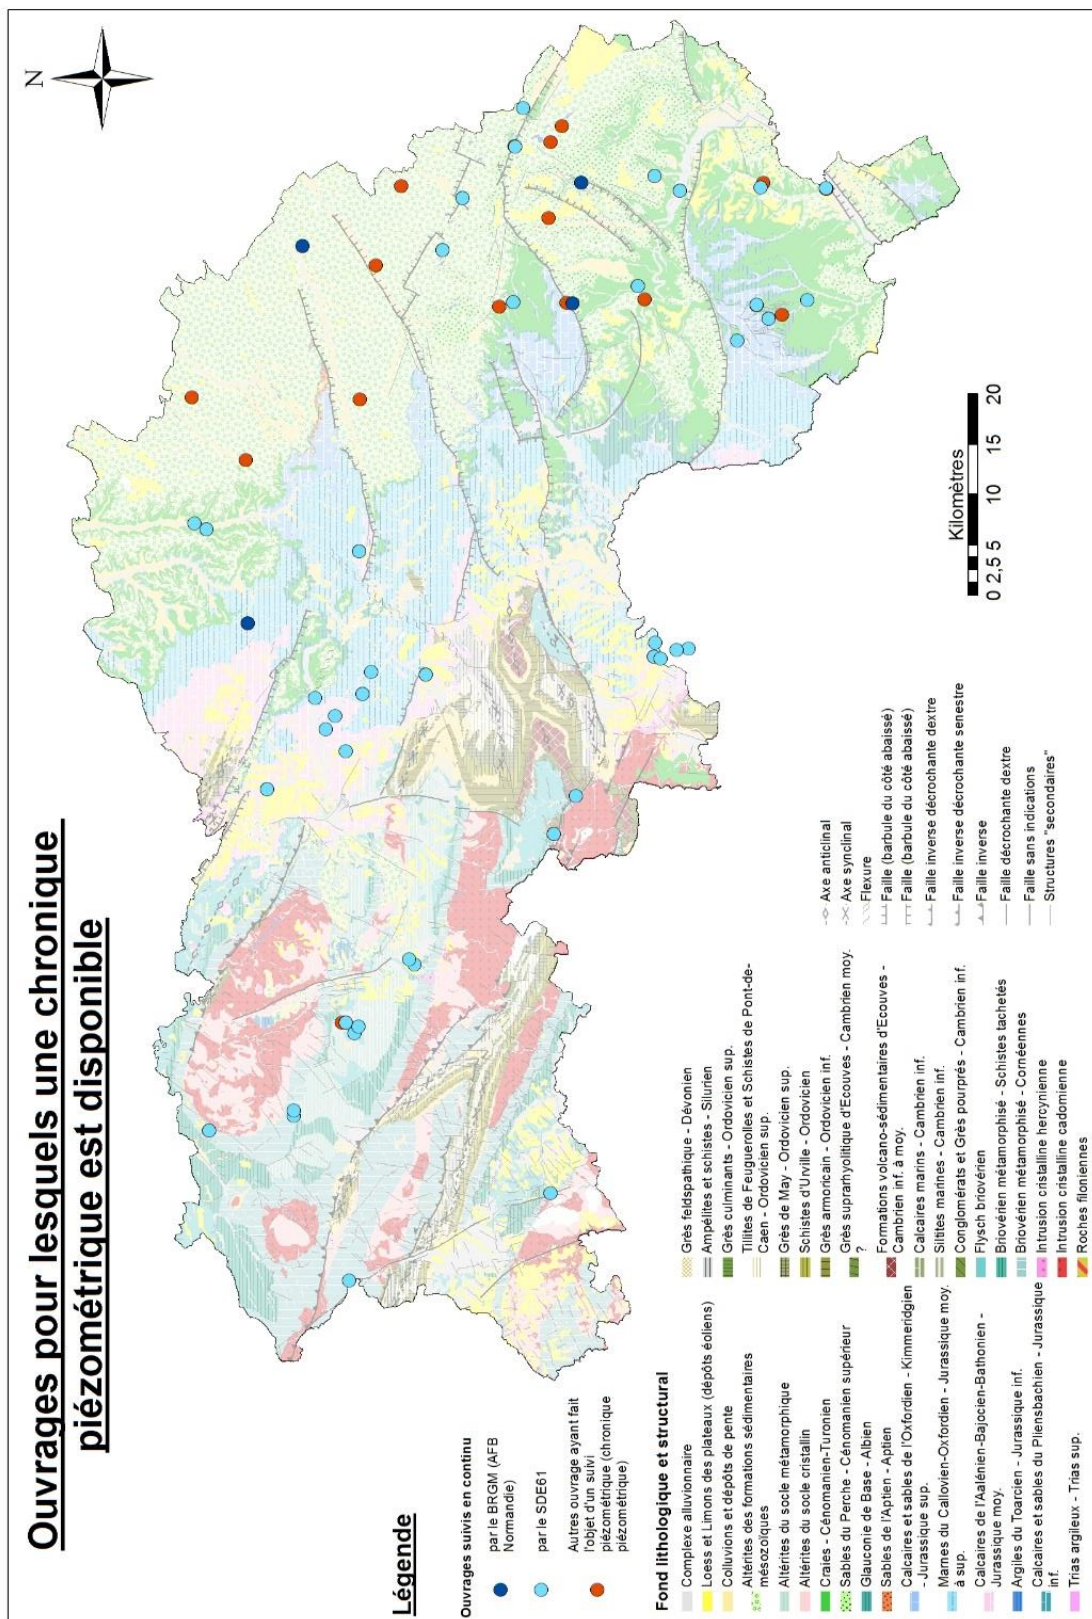 Ouvrages pour lesquels une chronique
piézométrique est disponible
N
Légende
Ouvrages suivis en continu
par le BRGM (AFB
Normandie)
par le SDE61
Autres ouvrage ayant fait
l'objet d'un suivi
piézométrique (chronique
piézométrique)
Fond lithologique et structural
Complexe alluvionnaire
Loess et Limons des plateaux (dépôts éoliens)
Colluvions et dépôts de pente
Altérites des formations sédimentaires
mésozoïques
Altérites du socle métamorphique
Altérites du socle cristallin
Craies - Cénomanien-Turonien
Sables du Perche - Cénomanien supérieur
Glauconie de Base - Albien
Sables de l'Aptien - Aptien
Calcaires et sables de l'Oxfordien - Kimmeridgien
- Jurassique sup.
Marnes du Callovien-Oxfordien - Jurassique moy.
à sup.
Calcaires de l'Aalénien-Bajocien-Bathonien -
Jurassique moy.
Argiles du Toarcien - Jurassique inf.
Calcaires et sables du Pliensbachien - Jurassique
inf.
Trias argileux - Trias sup.
Grès feldspathique - Dévonien
Ampélites et schistes - Silurien
Grès culminants - Ordovicien sup.
Tillites de Feuguerolles et Schistes de Pont-de-
Caen - Ordovicien sup.
Grès de May - Ordovicien sup.
Schistes d'Urville - Ordovicien
Grès armoricain - Ordovicien inf.
Grès suprarhyolitique d'Ecouves - Cambrien moy.
?
Formations volcano-sédimentaires d'Ecouves -
Cambrien inf. à moy.
Calcaires marins - Cambrien inf.
Siltites marines - Cambrien inf.
Conglomérats et Grès pourprés - Cambrien inf.
Flysch briovérien
Briovérien métamorphisé - Schistes tachetés
Briovérien métamorphisé - Cornéennes
Intrusion cristalline hercynienne
Intrusion cristalline cadomienne
Roches filoniennes
Axe anticlinal
Axe synclinal
Flexure
Faille (barbule du côté abaissé)
Faille (barbule du côté abaissé)
Faille inverse décrochante dextre
Faille inverse décrochante senestre
Faille inverse
Faille décrochante dextre
Faille sans indications
Structures "secondaires"
Kilomètres
0 2,5 5 10 15 20